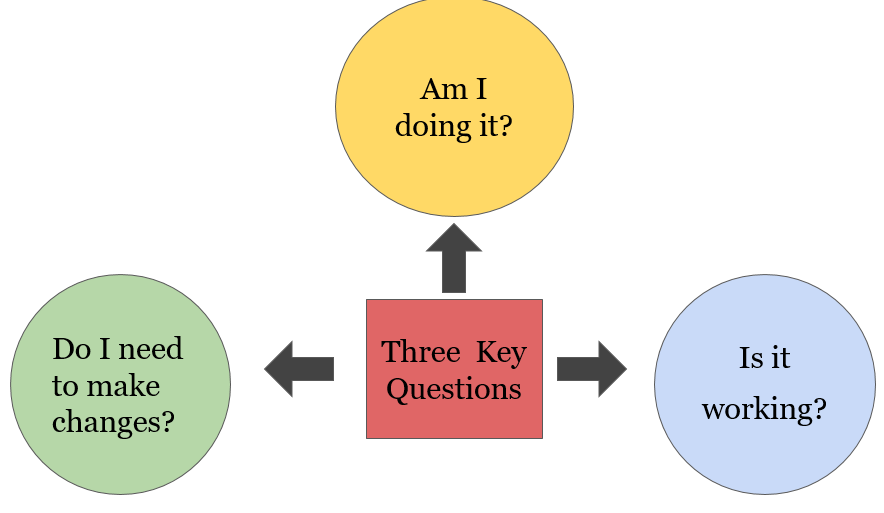 Am I
doing it?
Do I need
to make
changes?
Three  Key
Questions
Is it
working?